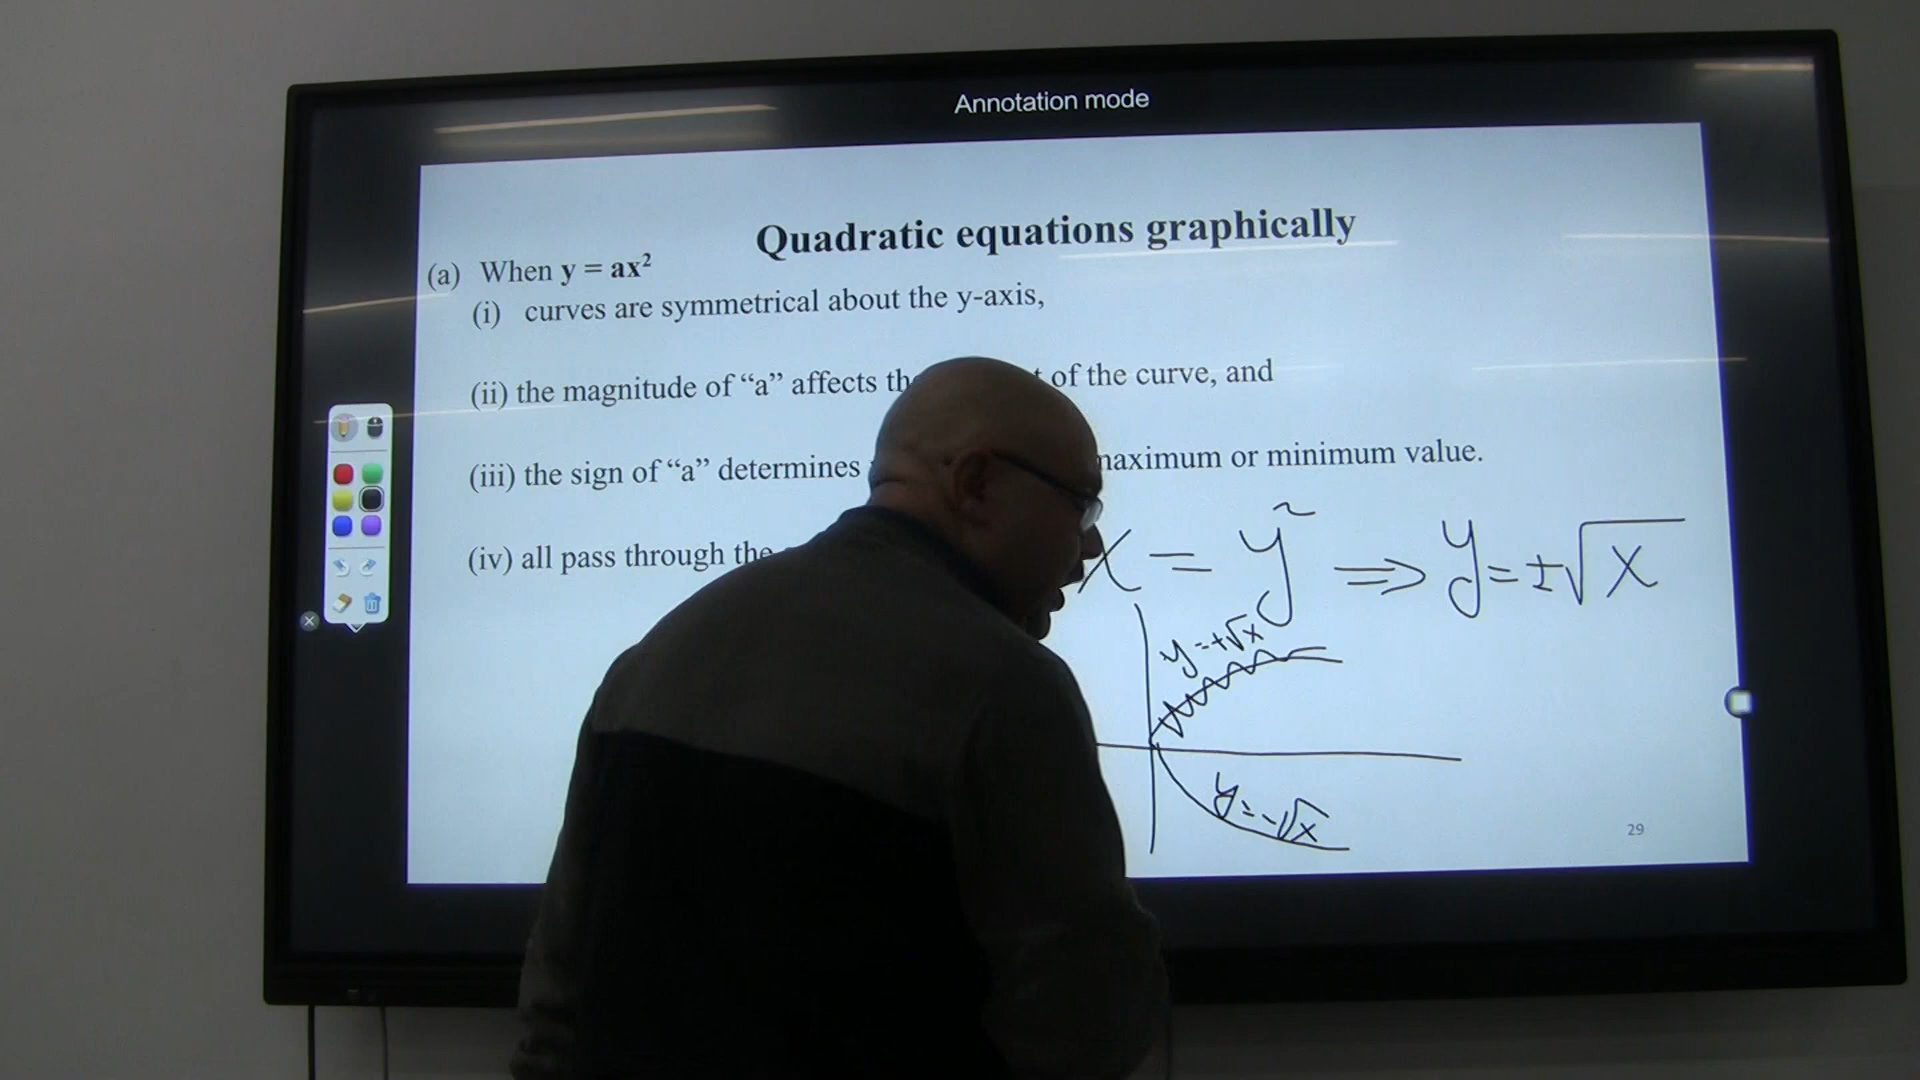 Annotation mode
Quadratic equations graphically
(a) When y = ax²
(i) curves are symmetrical about the y-axis,
(ii) the magnitude of “a” affects of the curve, and
(iii) the sign of “a” determines maximum or minimum value.
(iv) all pass through the
x = y² ⇒ y = ±√x
y = +√x
y = -√x
29